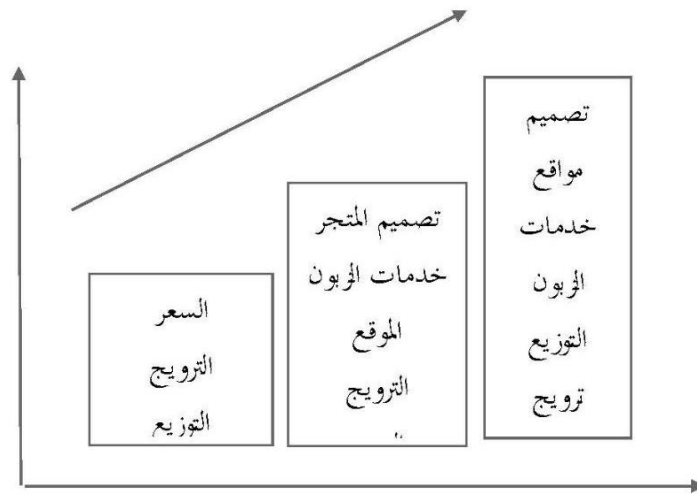 تصميم
مواقع
خدمات
الزبون
التوزيع
ترويج
تصميم المتجر
خدمات الزبون
الموقع
الترويج
السعر
الترويج
التوزيع